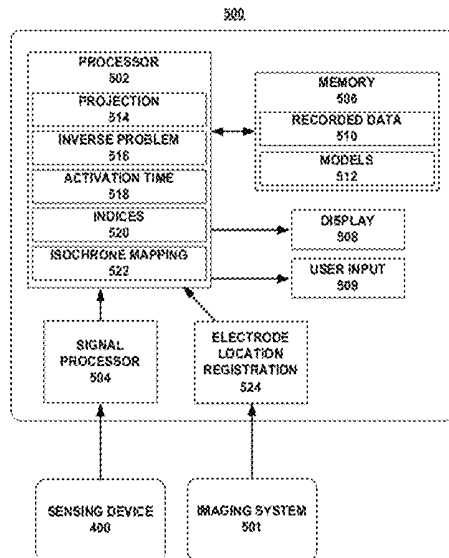 500
PROCESSOR
502
PROJECTION
514
INVERSE PROBLEM
516
ACTIVATION TIME
518
INDICES
520
ISOCHRONE MAPPING
522
MEMORY
506
RECORDED DATA
510
MODELS
512
DISPLAY
508
USER INPUT
509
SIGNAL
PROCESSOR
504
ELECTRODE
LOCATION
REGISTRATION
524
SENSING DEVICE
400
IMAGING SYSTEM
501